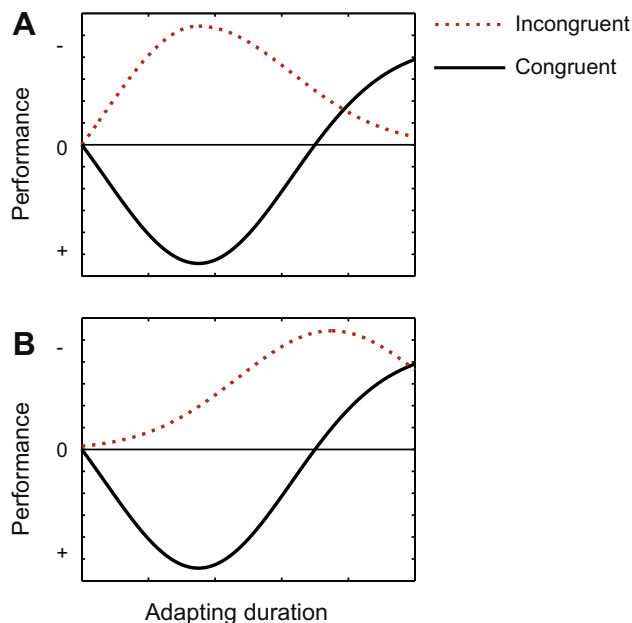 A
Incongruent
Congruent
-
0
+
Performance
B
-
0
+
Performance
Adapting duration